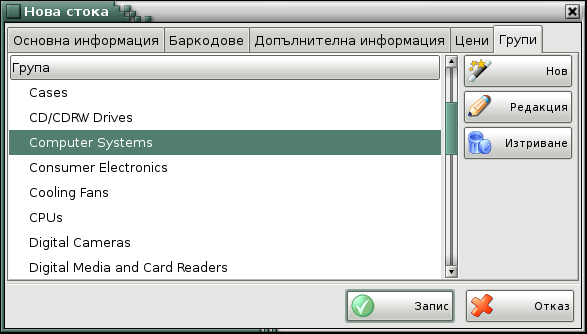 Нова стока
Основна информация Баркодове Допълнителна информация Цени Групи
Група
Cases
CD/CDRW Drives
Computer Systems
Consumer Electronics
Cooling Fans
CPUs
Digital Cameras
Digital Media and Card Readers
Нов
Редакция
Изтриване
Запис Отказ